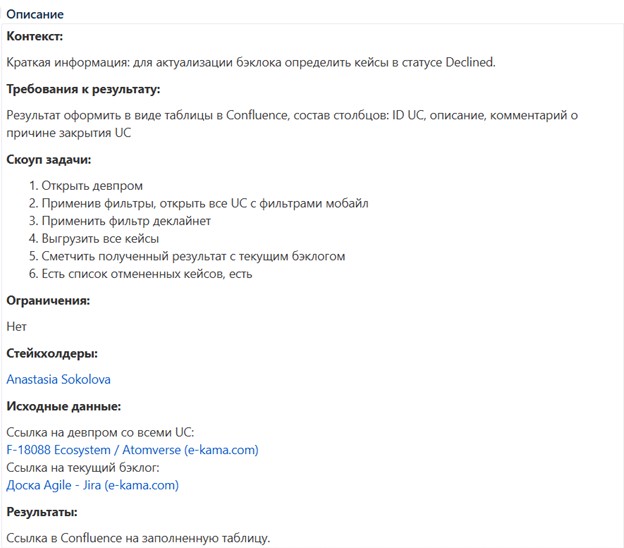 Описание
Контекст:
Краткая информация: для актуализации бэклока определить кейсы в статусе Declined.
Требования к результату:
Результат оформить в виде таблицы в Confluence, состав столбцов: ID UC, описание, комментарий о
причине закрытия UC
Скоуп задачи:
1. Открыть девпром
2. Применив фильтры, открыть все UC с фильтрами мобайл
3. Применить фильтр деклайнет
4. Выгрузить все кейсы
5. Сметчить полученный результат с текущим бэклогом
6. Есть список отмененных кейсов, есть
Ограничения:
Нет
Стейкхолдеры:
Anastasia Sokolova
Исходные данные:
Ссылка на девпром со всеми UC:
F-18088 Ecosystem / Atomverse (e-kama.com)
Ссылка на текущий бэклог:
Доска Agile - Jira (e-kama.com)
Результаты:
Ссылка в Confluence на заполненную таблицу.